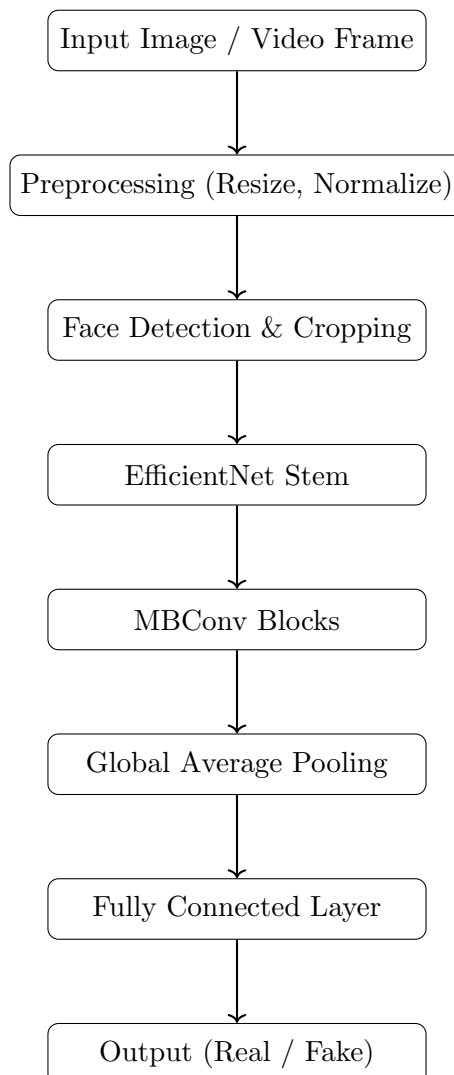 Input Image / Video Frame
Preprocessing (Resize, Normalize)
Face Detection & Cropping
EfficientNet Stem
MBConv Blocks
Global Average Pooling
Fully Connected Layer
Output (Real / Fake)